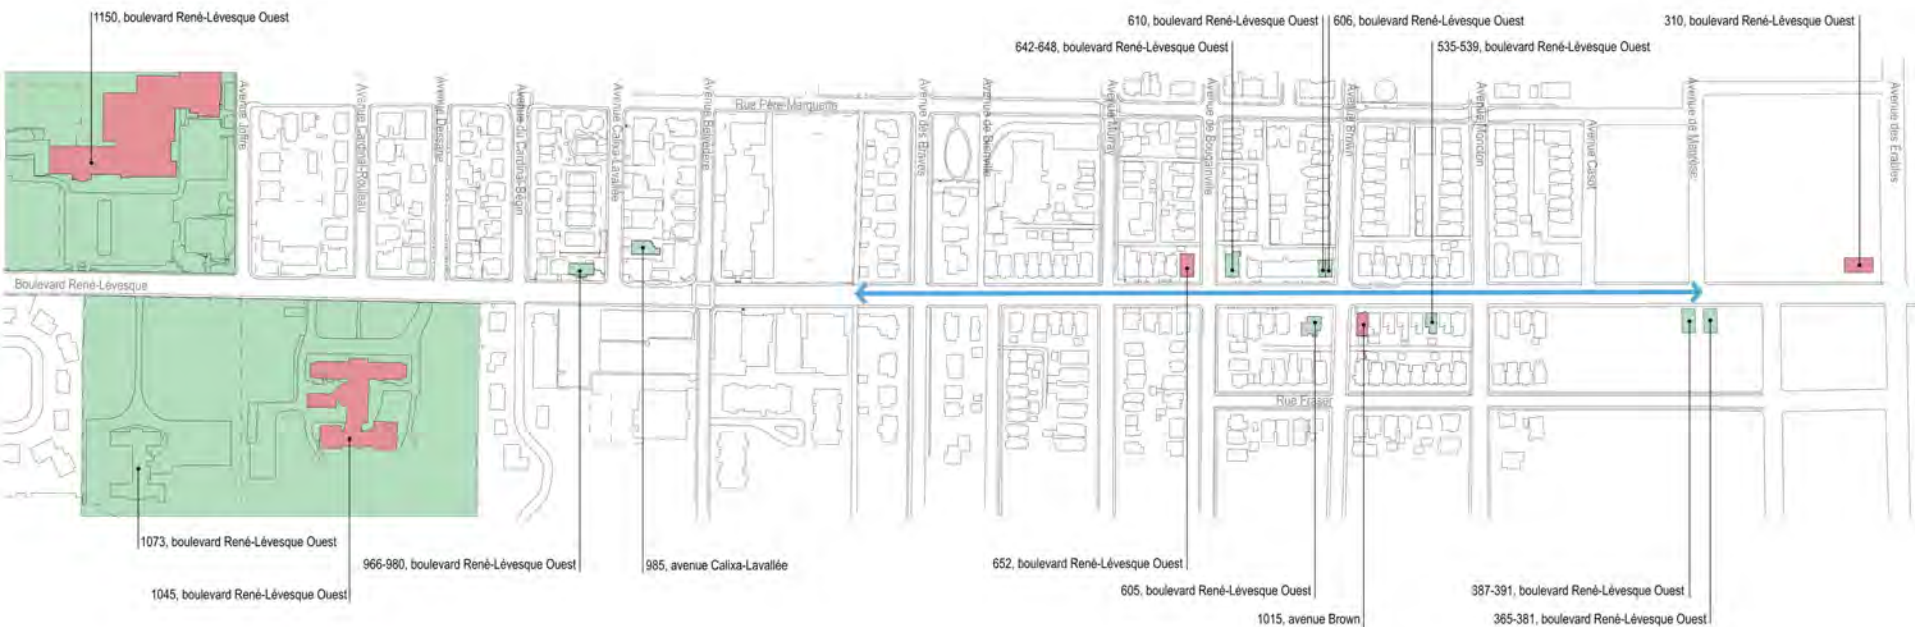 1150, boulevard René-Lévesque Ouest
610, boulevard René-Lévesque Ouest
606, boulevard René-Lévesque Ouest
310, boulevard René-Lévesque Ouest
642-648, boulevard René-Lévesque Ouest
535-539, boulevard René-Lévesque Ouest
Avenue Joffre
Avenue Cardinal-Rouleau
Avenue Désy
Avenue du Cardinal-Bégin
Avenue Calixa-Lavallée
Avenue Belvédère
Rue Père-Marquette
Avenue des Braves
Avenue de Bienville
Avenue Murray
Avenue de Bougainville
Avenue Brown
Avenue Moncton
Avenue Casot
Avenue de Manrèse
Avenue des Érables
Boulevard René-Lévesque
Rue Fraser
1073, boulevard René-Lévesque Ouest
966-980, boulevard René-Lévesque Ouest
985, avenue Calixa-Lavallée
652, boulevard René-Lévesque Ouest
1045, boulevard René-Lévesque Ouest
605, boulevard René-Lévesque Ouest
387-391, boulevard René-Lévesque Ouest
1015, avenue Brown
365-381, boulevard René-Lévesque Ouest